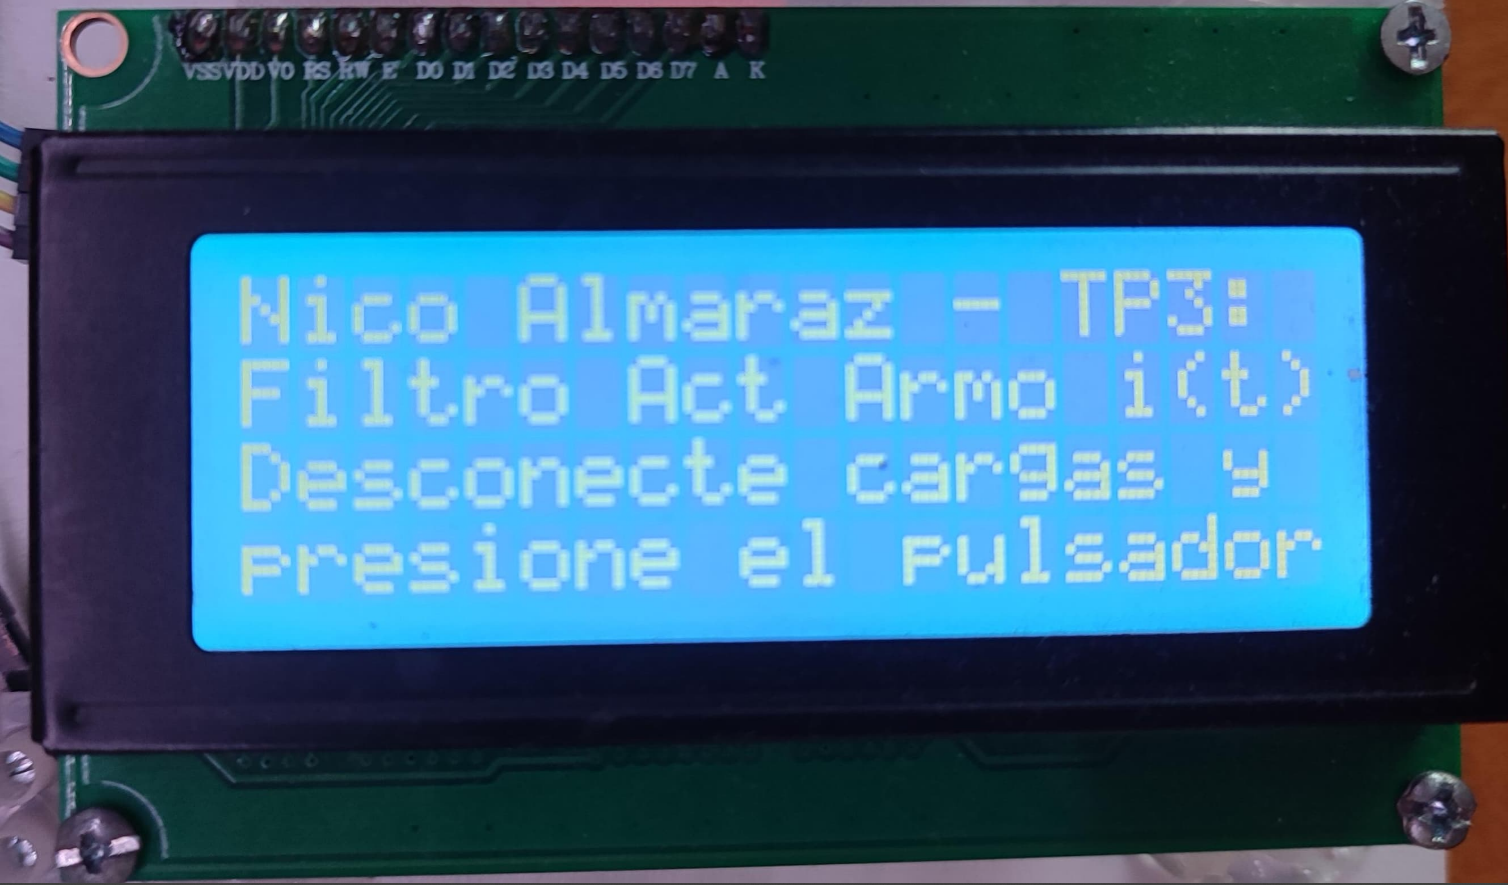 VSS VDD V0 RS RW E D0 D1 D2 D3 D4 D5 D6 D7 A K
Nico Almaraz - TP3:
Filtro Act Armo i(t)
Desconecte cargas y
presione el pulsador